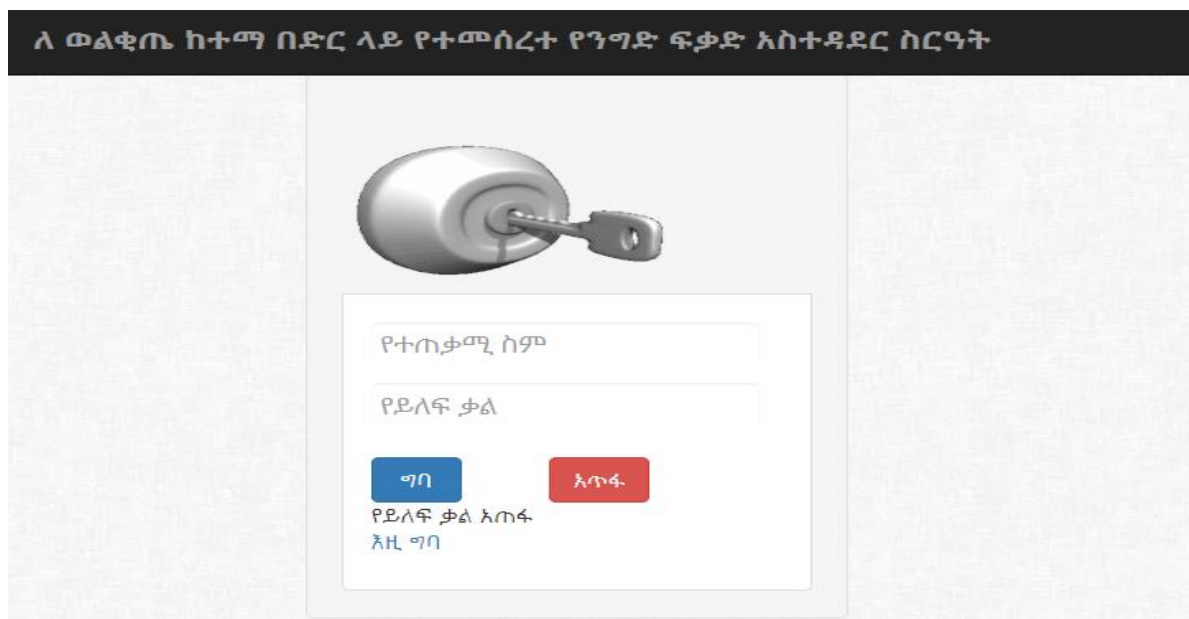 ለ ወልቂጤ ከተማ በድር ላይ የተመሰረተ የንግድ ፍቃድ አስተዳደር ስርዓት
የተጠቃሚ ስም
የይለፍ ቃል
ግባ አጥፋ
የይለፍ ቃል አጠፋ
እዚ ግባ